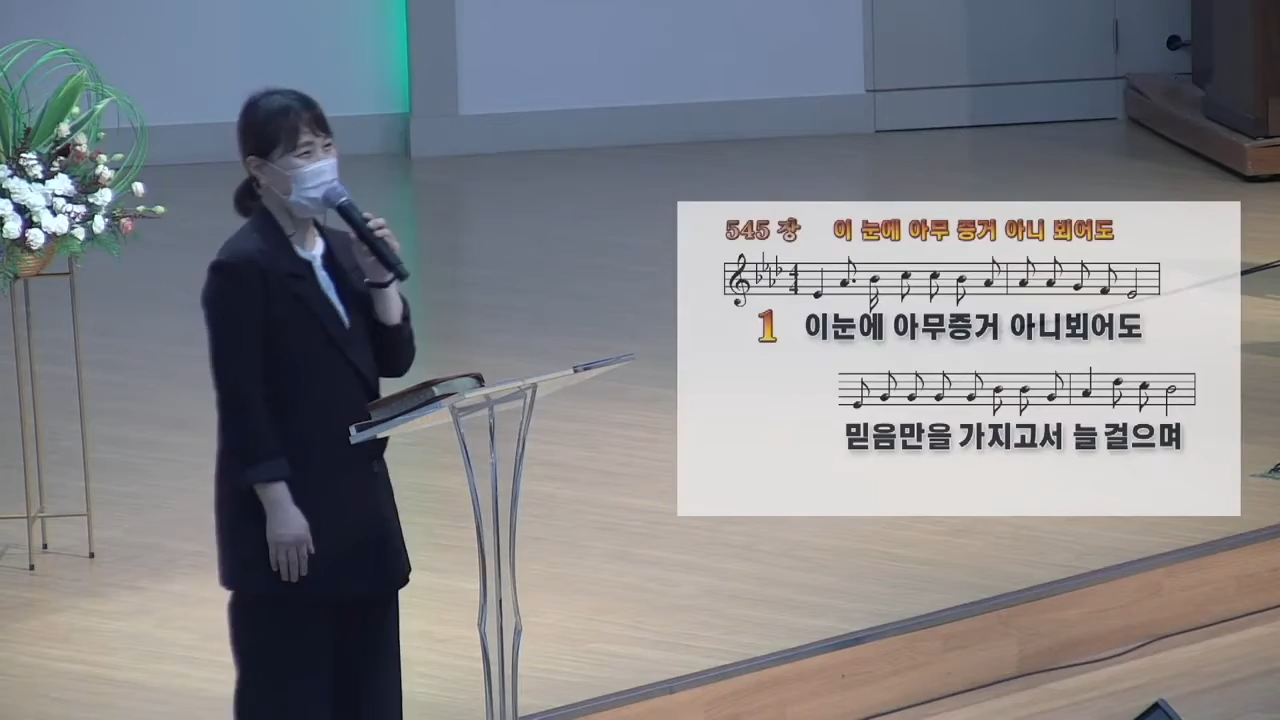 545 장 이 눈에 아무 증거 아니 뵈어도
1 이눈에 아무증거 아니뵈어도
믿음만을 가지고서 늘 걸으며